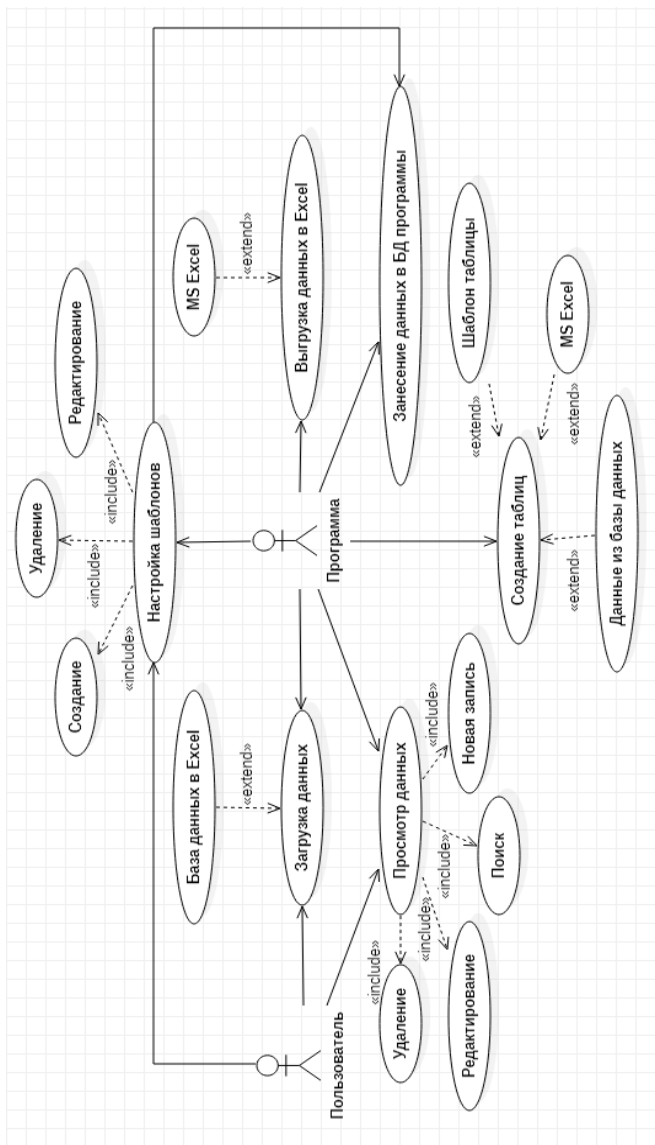 Создание
Удаление
Редактирование
«include»
«include»
«include»
Настройка шаблонов
База данных в Excel
«extend»
MS Excel
«extend»
Загрузка данных
Выгрузка данных в Excel
Пользователь
Программа
Просмотр данных
Занесение данных в БД программы
Удаление
«include»
Редактирование
«include»
Поиск
«include»
Новая запись
«include»
Создание таблиц
Шаблон таблицы
«extend»
MS Excel
«extend»
Данные из базы данных
«extend»